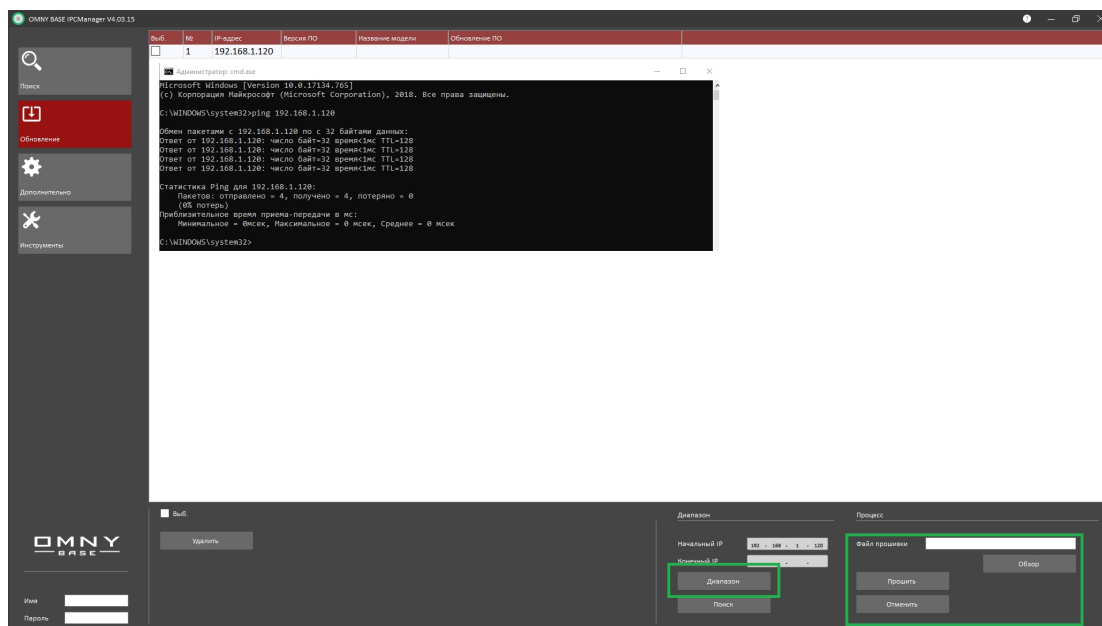 OMNY BASE IPCManager V4.03.15
Выб. № IP-адрес Версия ПО Название модели Обновление ПО
1 192.168.1.120
Поиск
Обновление
Дополнительно
Инструменты
Администратор: cmd.exe
Microsoft Windows [Version 10.0.17134.765]
(c) Корпорация Майкрософт (Microsoft Corporation), 2018. Все права защищены.
C:\WINDOWS\system32>ping 192.168.1.120
Обмен пакетами с 192.168.1.120 по с 32 байтами данных:
Ответ от 192.168.1.120: число байт=32 время<1мс TTL=128
Ответ от 192.168.1.120: число байт=32 время<1мс TTL=128
Ответ от 192.168.1.120: число байт=32 время<1мс TTL=128
Ответ от 192.168.1.120: число байт=32 время<1мс TTL=128
Статистика Ping для 192.168.1.120:
Пакетов: отправлено = 4, получено = 4, потеряно = 0
(0% потерь)
Приблизительное время приема-передачи в мс:
Минимальное = 0мсек, Максимальное = 0 мсек, Среднее = 0 мсек
C:\WINDOWS\system32>
OMNY
BASE
Имя
Пароль
Выб.
Удалить
Диапазон
Начальный IP 192 . 168 . 1 . 120
Конечный IP . .
Диапазон
Поиск
Процесс
Файл прошивки
Обзор
Прошить
Отменить